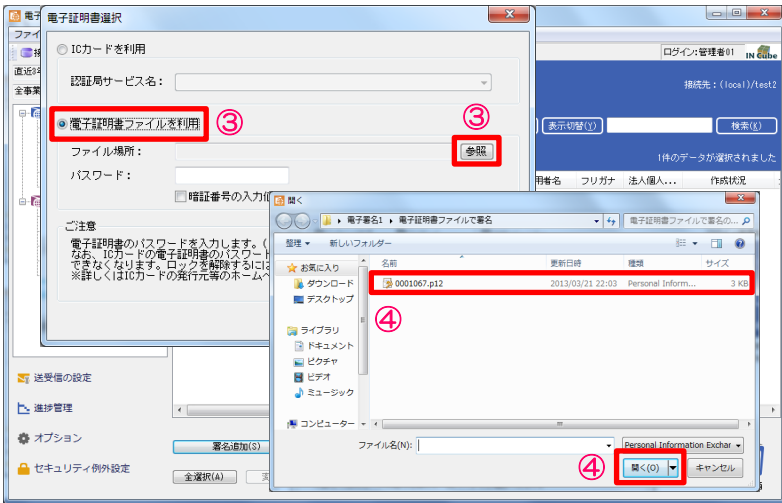 電子
電子証明書選択
ファイ
ICカードを利用
ログイン:管理者01
IN Cube
直近3
認証局サービス名：
接続先：(local)/test2
全事業
電子証明書ファイルを利用
③
③
表示切替(Y)
検索(K)
ファイル場所：
参照
1件のデータが選択されました
パスワード：
用者名 フリガナ 法人個人... 作成状況
暗証番号の入力
開く
ご注意
電子署名1 ▶ 電子証明書ファイルで署名
電子証明書ファイルで署名の...
電子証明書のパスワードを入力します。（
なお、ICカードの電子証明書のパスワード
できなくなります。ロックを解除するには
※詳しくはICカードの発行元等のホームペ
整理 ▼ 新しいフォルダー
お気に入り
名前 更新日時 種類 サイズ
ダウンロード
0001067.p12 2013/03/21 22:03 Personal Inform... 3 KB
デスクトップ
④
ライブラリ
ドキュメント
ピクチャ
ビデオ
ミュージック
コンピューター
送受信の設定
進捗管理
オプション
セキュリティ例外設定
署名追加(S)
全選択(A)
ファイル名(N):
Personal Information Exchar
④
開く(O)
キャンセル